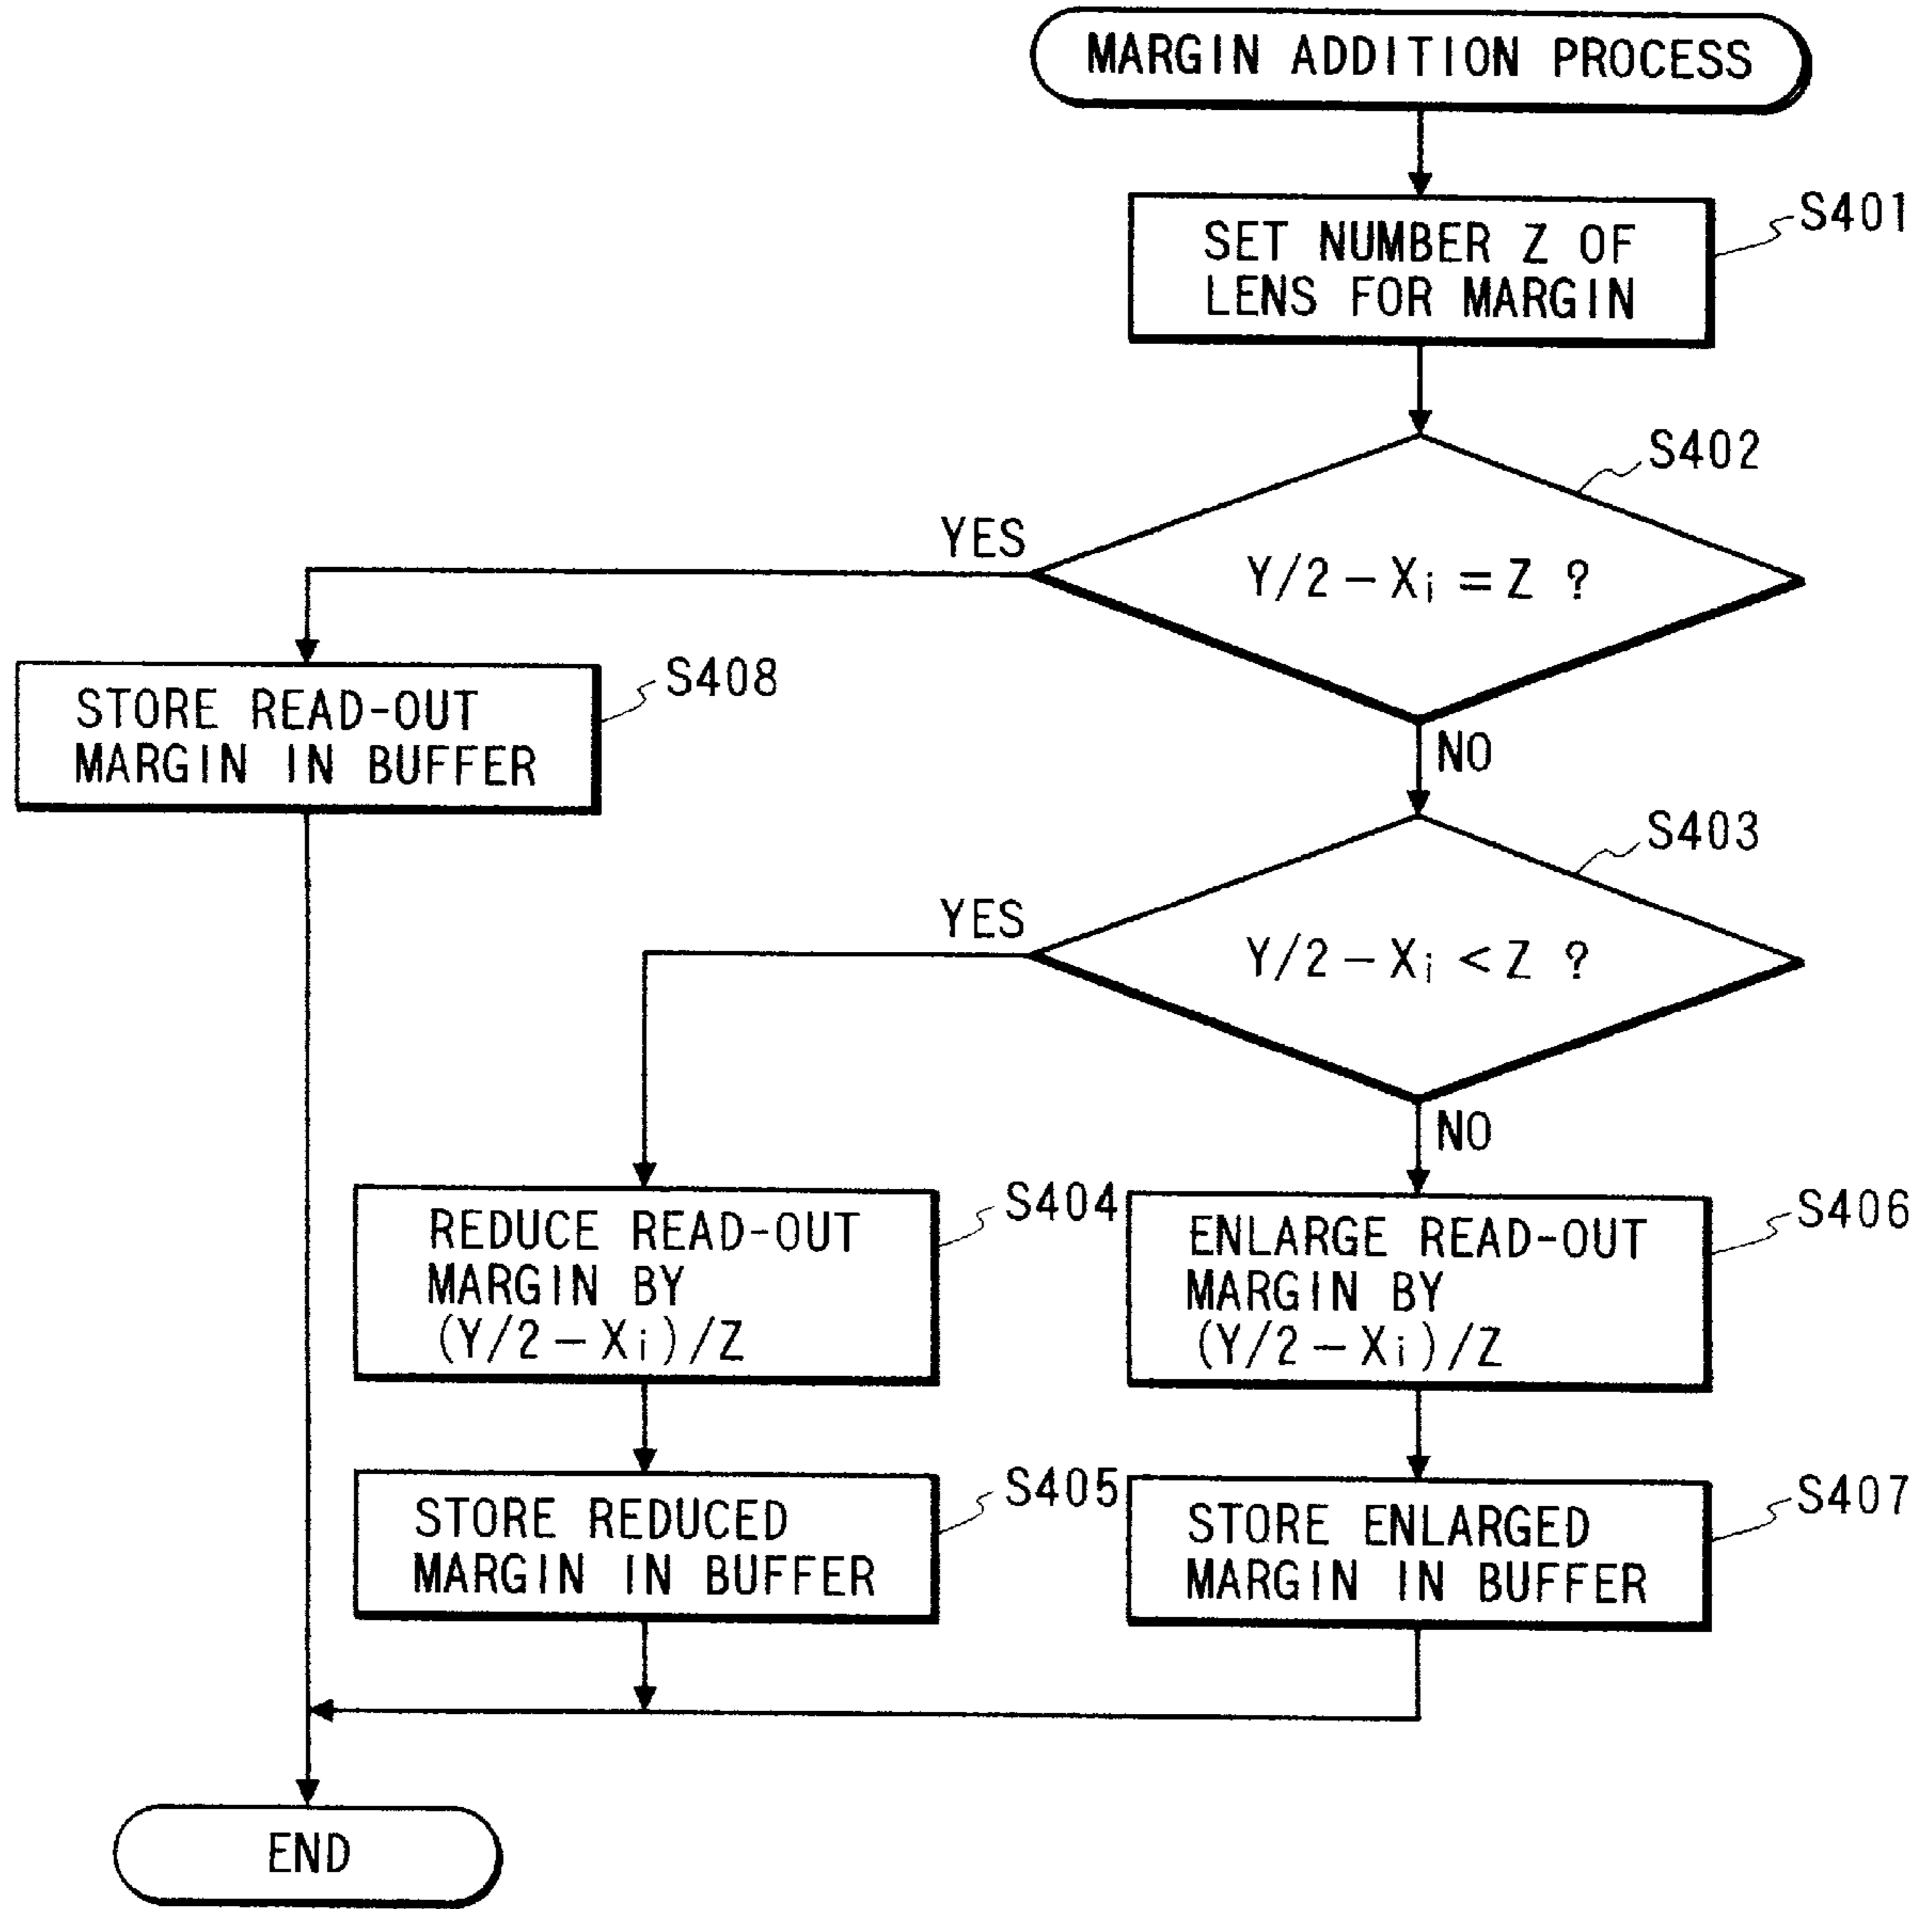 MARGIN ADDITION PROCESS
S401
SET NUMBER Z OF
LENS FOR MARGIN
S402
YES
Y/2-Xi=Z ?
S408
STORE READ-OUT
MARGIN IN BUFFER
NO
S403
YES
Y/2-Xi<Z ?
NO
S404
REDUCE READ-OUT
MARGIN BY
(Y/2-Xi)/Z
S406
ENLARGE READ-OUT
MARGIN BY
(Y/2-Xi)/Z
S405
STORE REDUCED
MARGIN IN BUFFER
S407
STORE ENLARGED
MARGIN IN BUFFER
END